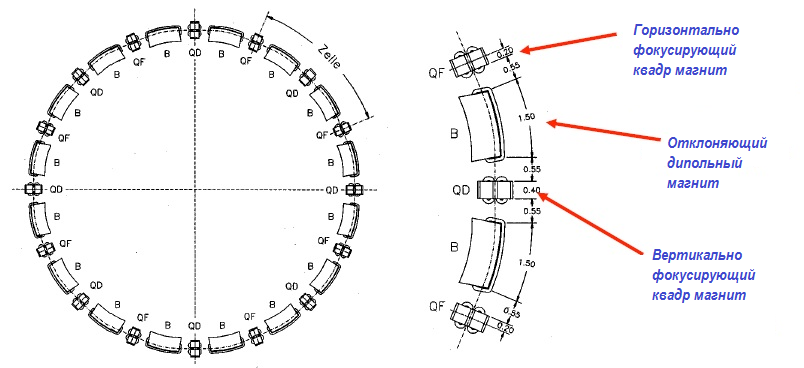 B QD B
QF QF
Zelle
B B
QD QD
B B
QF QF
B B
QD QD
B B
QF QF
B B
QD QD
B B
QF QF
B QD B
QF
0.20
0.55
B
1.50
0.55
QD
0.40
0.55
B
1.50
0.55
QF
0.20
Горизонтально
фокусирующий
квадр магнит
Отклоняющий
дипольный
магнит
Вертикально
фокусирующий
квадр магнит